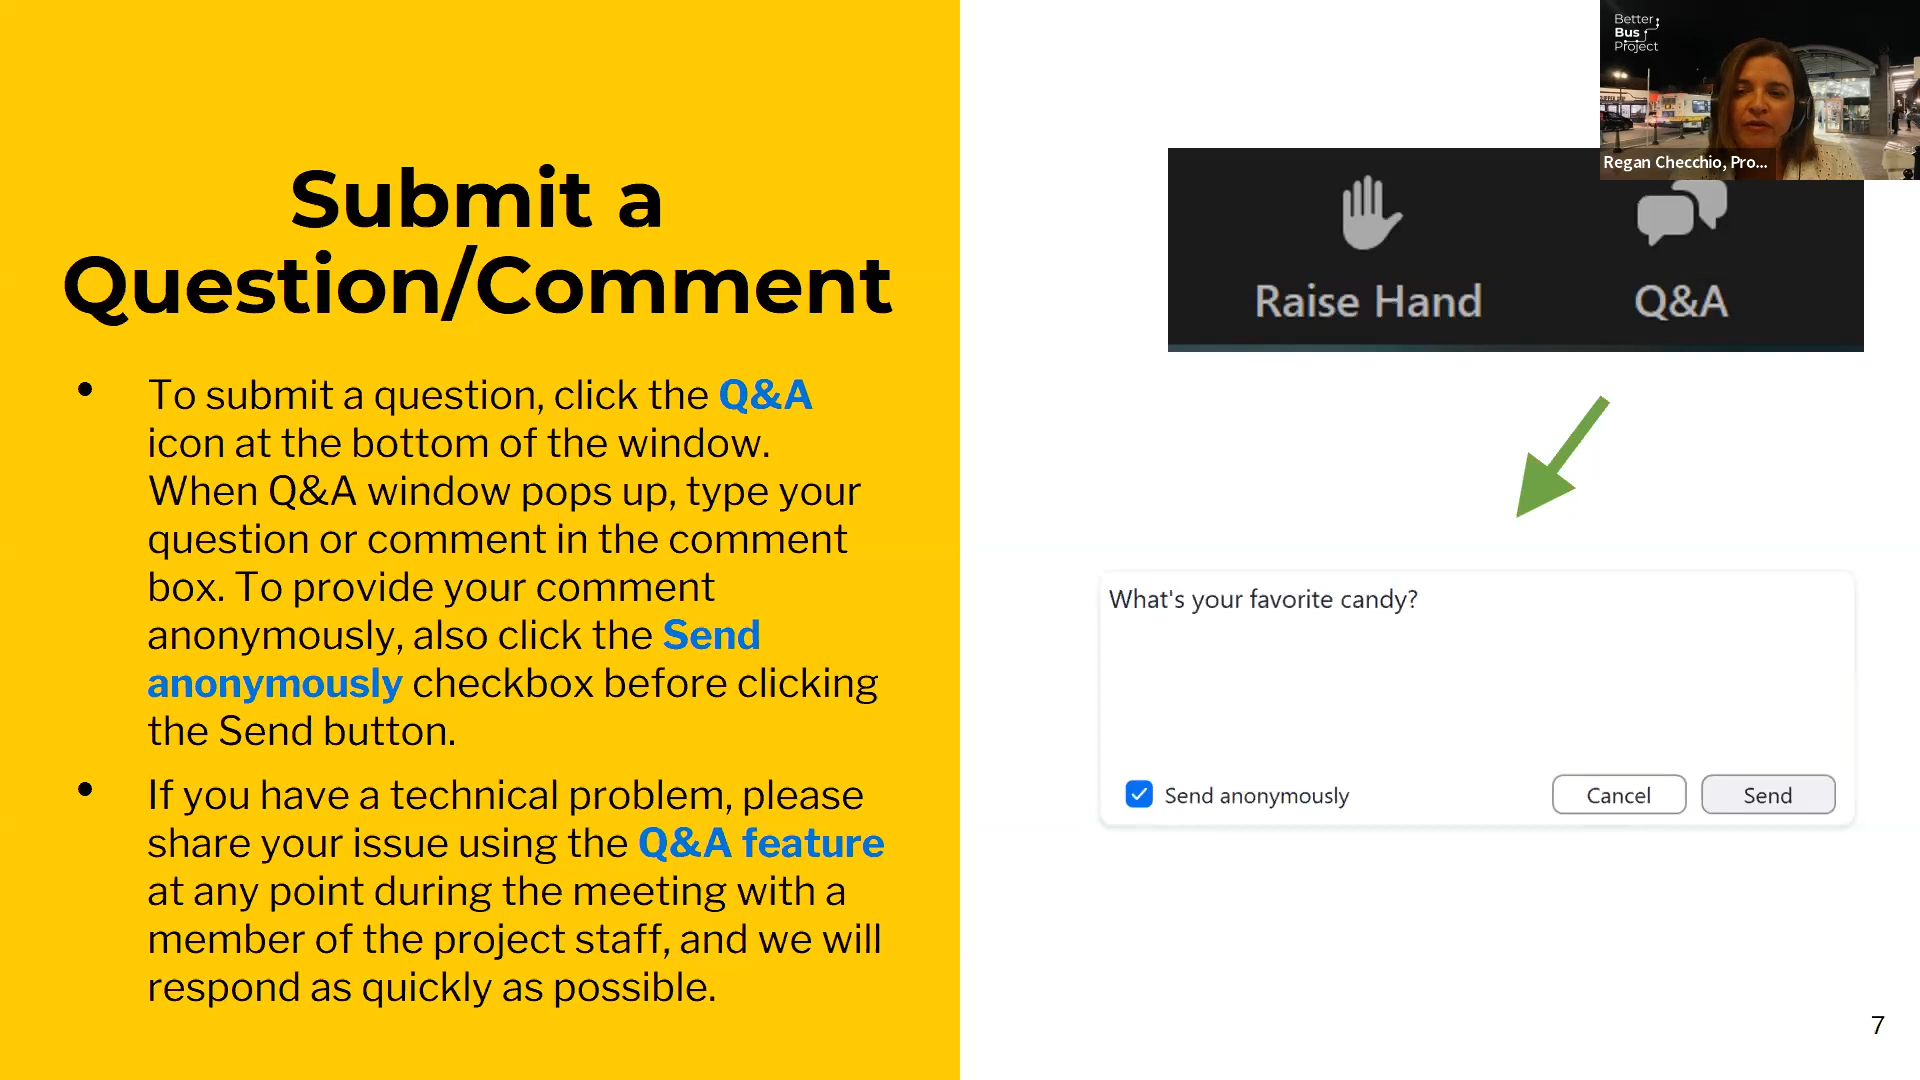 Submit a
Question/Comment
• To submit a question, click the Q&A
icon at the bottom of the window.
When Q&A window pops up, type your
question or comment in the comment
box. To provide your comment
anonymously, also click the Send
anonymously checkbox before clicking
the Send button.
• If you have a technical problem, please
share your issue using the Q&A feature
at any point during the meeting with a
member of the project staff, and we will
respond as quickly as possible.
Better
Bus
Project
Regan Checchio, Pro...
Raise Hand
Q&A
What's your favorite candy?
Send anonymously
Cancel
Send
7